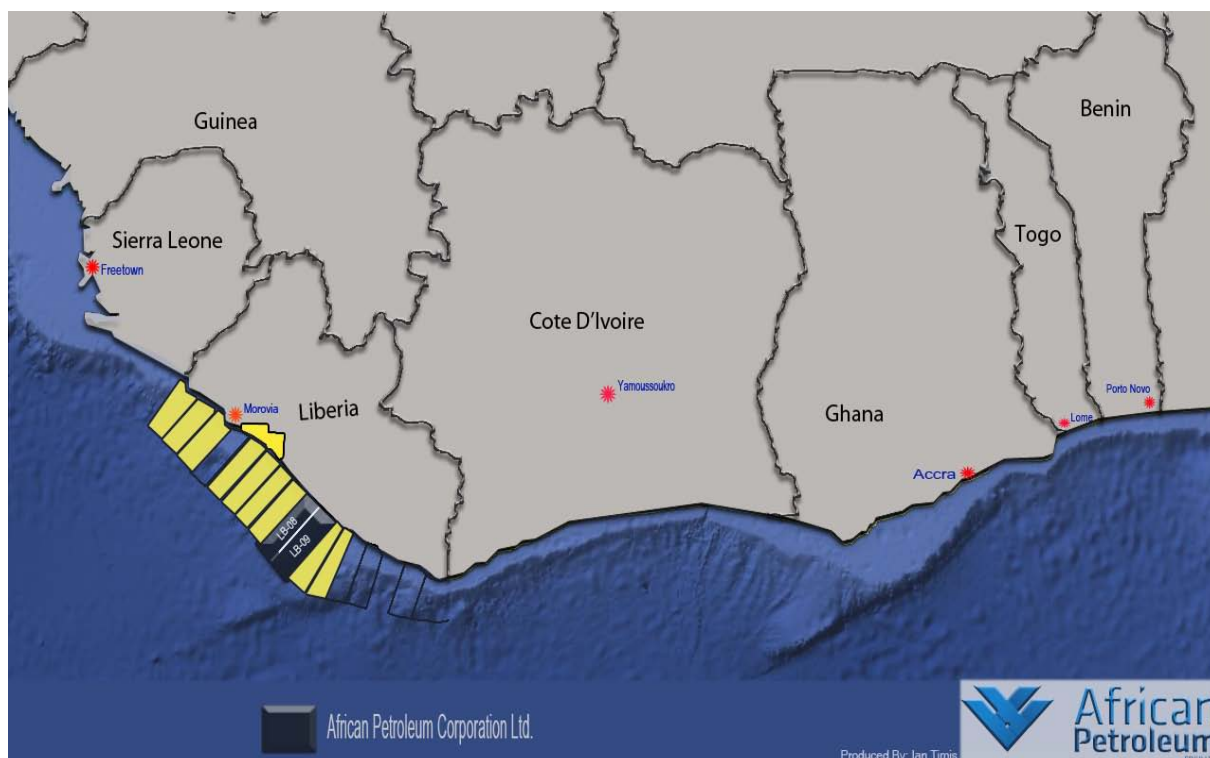 Guinea
Benin
Sierra Leone
Togo
Freetown
Cote D'Ivoire
Yamoussoukro
Porto Novo
Morovia
Liberia
Ghana
Lome
Accra
LB-08
LB-09
African Petroleum Corporation Ltd.
African
Petroleum
Produced By: Jan Timis